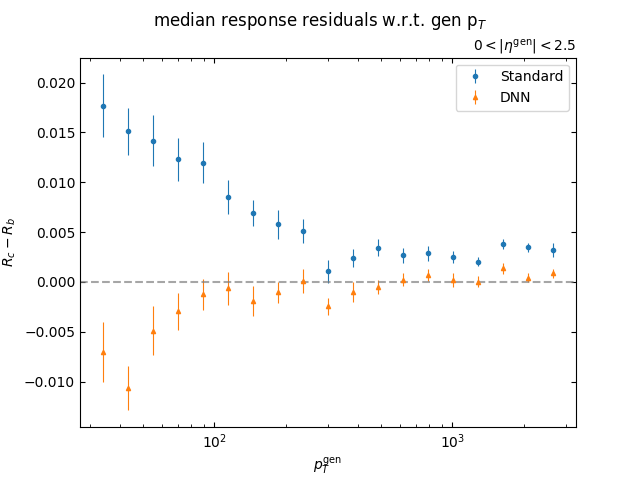 median response residuals w.r.t. gen p_T
0 < |η^gen| < 2.5
Standard
DNN
0.020
0.015
0.010
0.005
0.000
−0.005
−0.010
R_c − R_b
10^2
10^3
p_T^gen